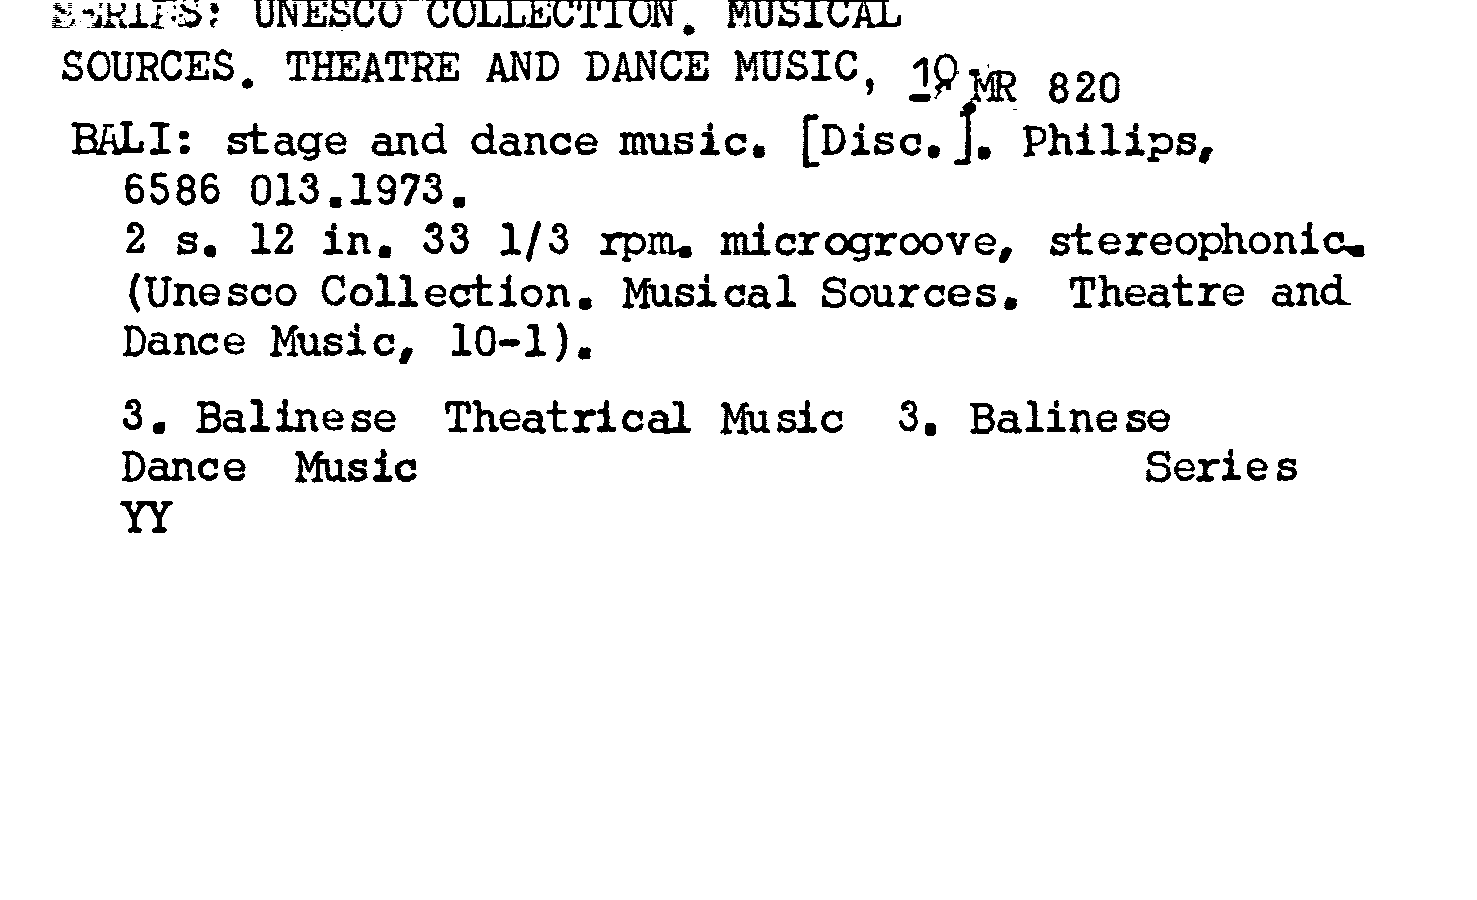 SERIES: UNESCO COLLECTION. MUSICAL
SOURCES. THEATRE AND DANCE MUSIC, 10 MR 820
BALI: stage and dance music. [Disc.]. Philips,
6586 013.1973.
2 s. 12 in. 33 1/3 rpm. microgroove, stereophonic.
(Unesco Collection. Musical Sources. Theatre and
Dance Music, 10-1).
3. Balinese Theatrical Music 3. Balinese
Dance Music Series
YY